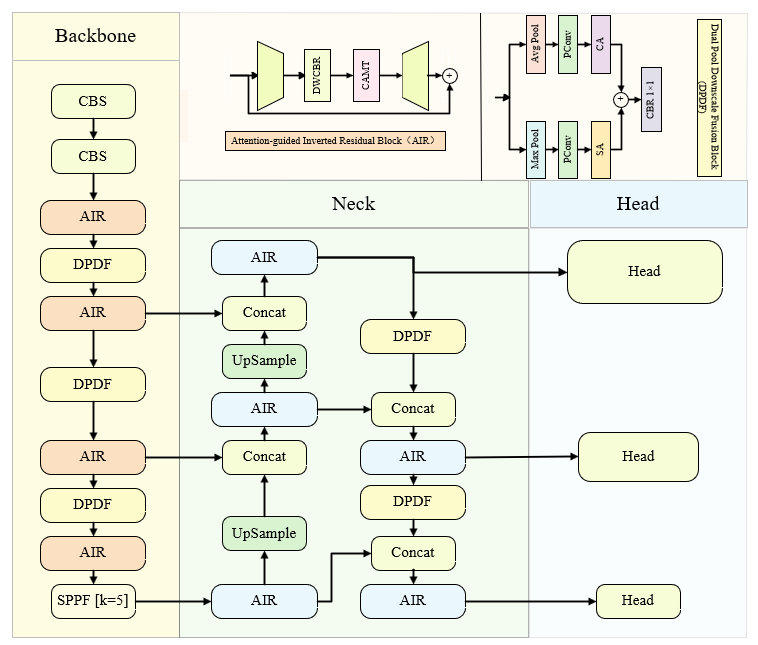 Backbone
CBS
CBS
AIR
DPDF
AIR
DPDF
AIR
DPDF
AIR
SPPF [k=5]
DWCBR
CAMT
+
Attention-guided Inverted Residual Block（AIR）
Avg Pool
PConv
CA
+
CBR 1×1
Max Pool
PConv
SA
Dual Pool Downscale Fusion Block
(DPDF)
Neck
AIR
Concat
UpSample
AIR
Concat
UpSample
AIR
DPDF
Concat
AIR
DPDF
Concat
AIR
Head
Head
Head
Head